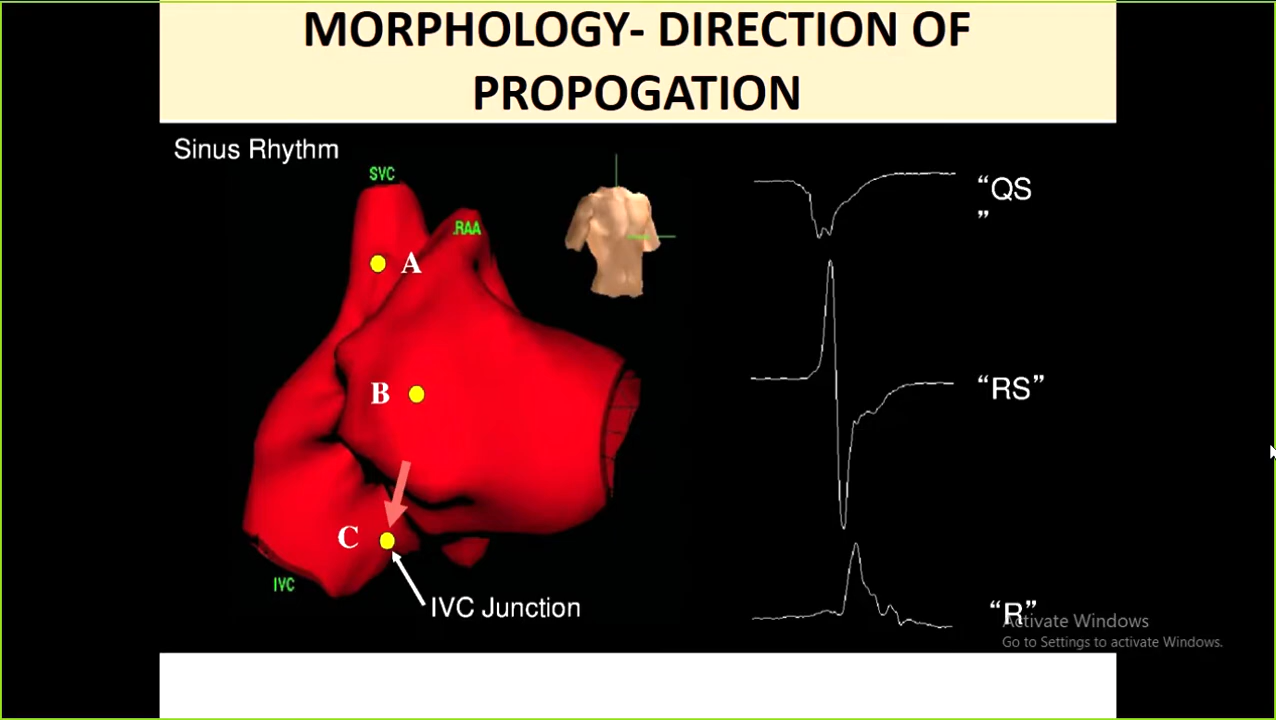 MORPHOLOGY- DIRECTION OF
PROPOGATION
Sinus Rhythm
SVC
RAA
A
B
C
IVC
IVC Junction
“QS
”
“RS”
“R”
Activate Windows
Go to Settings to activate Windows.